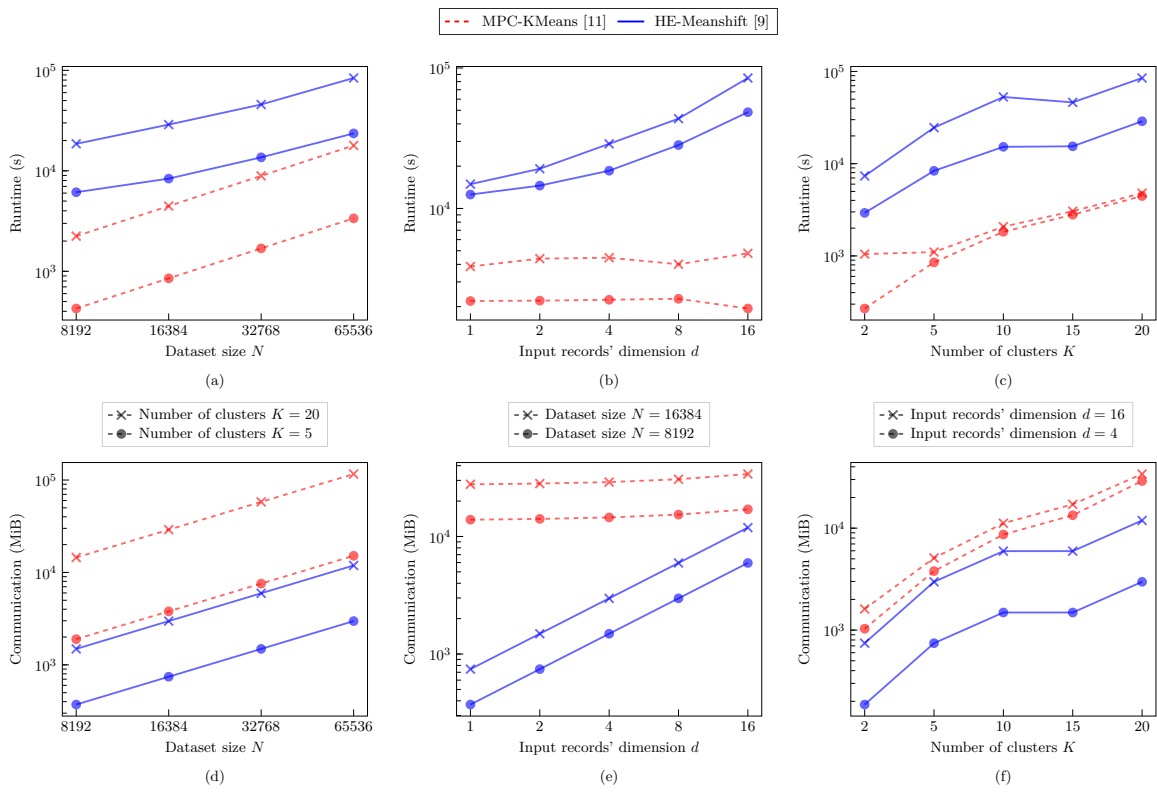 MPC-KMeans [11] HE-Meanshift [9]
Runtime (s)
10^5
10^4
10^3
8192 16384 32768 65536
Dataset size N
(a)
Runtime (s)
10^5
10^4
1 2 4 8 16
Input records' dimension d
(b)
Runtime (s)
10^5
10^4
10^3
2 5 10 15 20
Number of clusters K
(c)
Number of clusters K = 20
Number of clusters K = 5
Dataset size N = 16384
Dataset size N = 8192
Input records' dimension d = 16
Input records' dimension d = 4
Communication (MiB)
10^5
10^4
10^3
8192 16384 32768 65536
Dataset size N
(d)
Communication (MiB)
10^4
10^3
1 2 4 8 16
Input records' dimension d
(e)
Communication (MiB)
10^4
10^3
2 5 10 15 20
Number of clusters K
(f)